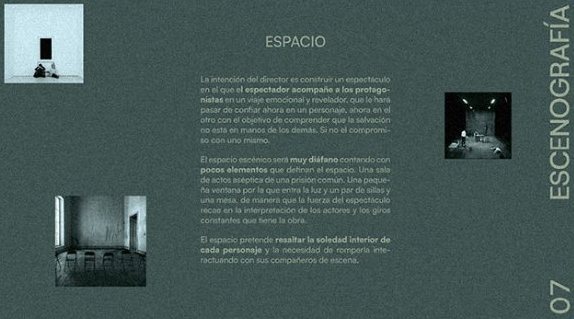 ESPACIO
La intención del director es construir un espectáculo
en el que el espectador acompañe a los protago-
nistas en un viaje emocional y revelador, que le hará
pasar de confiar ahora en un personaje, ahora en el
otro con el objetivo de comprender que la salvación
no está en manos de los demás. Si no el compromi-
so con uno mismo.
El espacio escénico será muy diáfano contando con
pocos elementos que definan el espacio. Una sala
de actos aséptica de una prisión común. Una peque-
ña ventana por la que entra la luz y un par de sillas y
una mesa, de manera que la fuerza del espectáculo
recae en la interpretación de los actores y los giros
constantes que tiene la obra.
El espacio pretende resaltar la soledad interior de
cada personaje y la necesidad de romperla inte-
ractuando con sus compañeros de escena.
07 ESCENOGRAFÍA